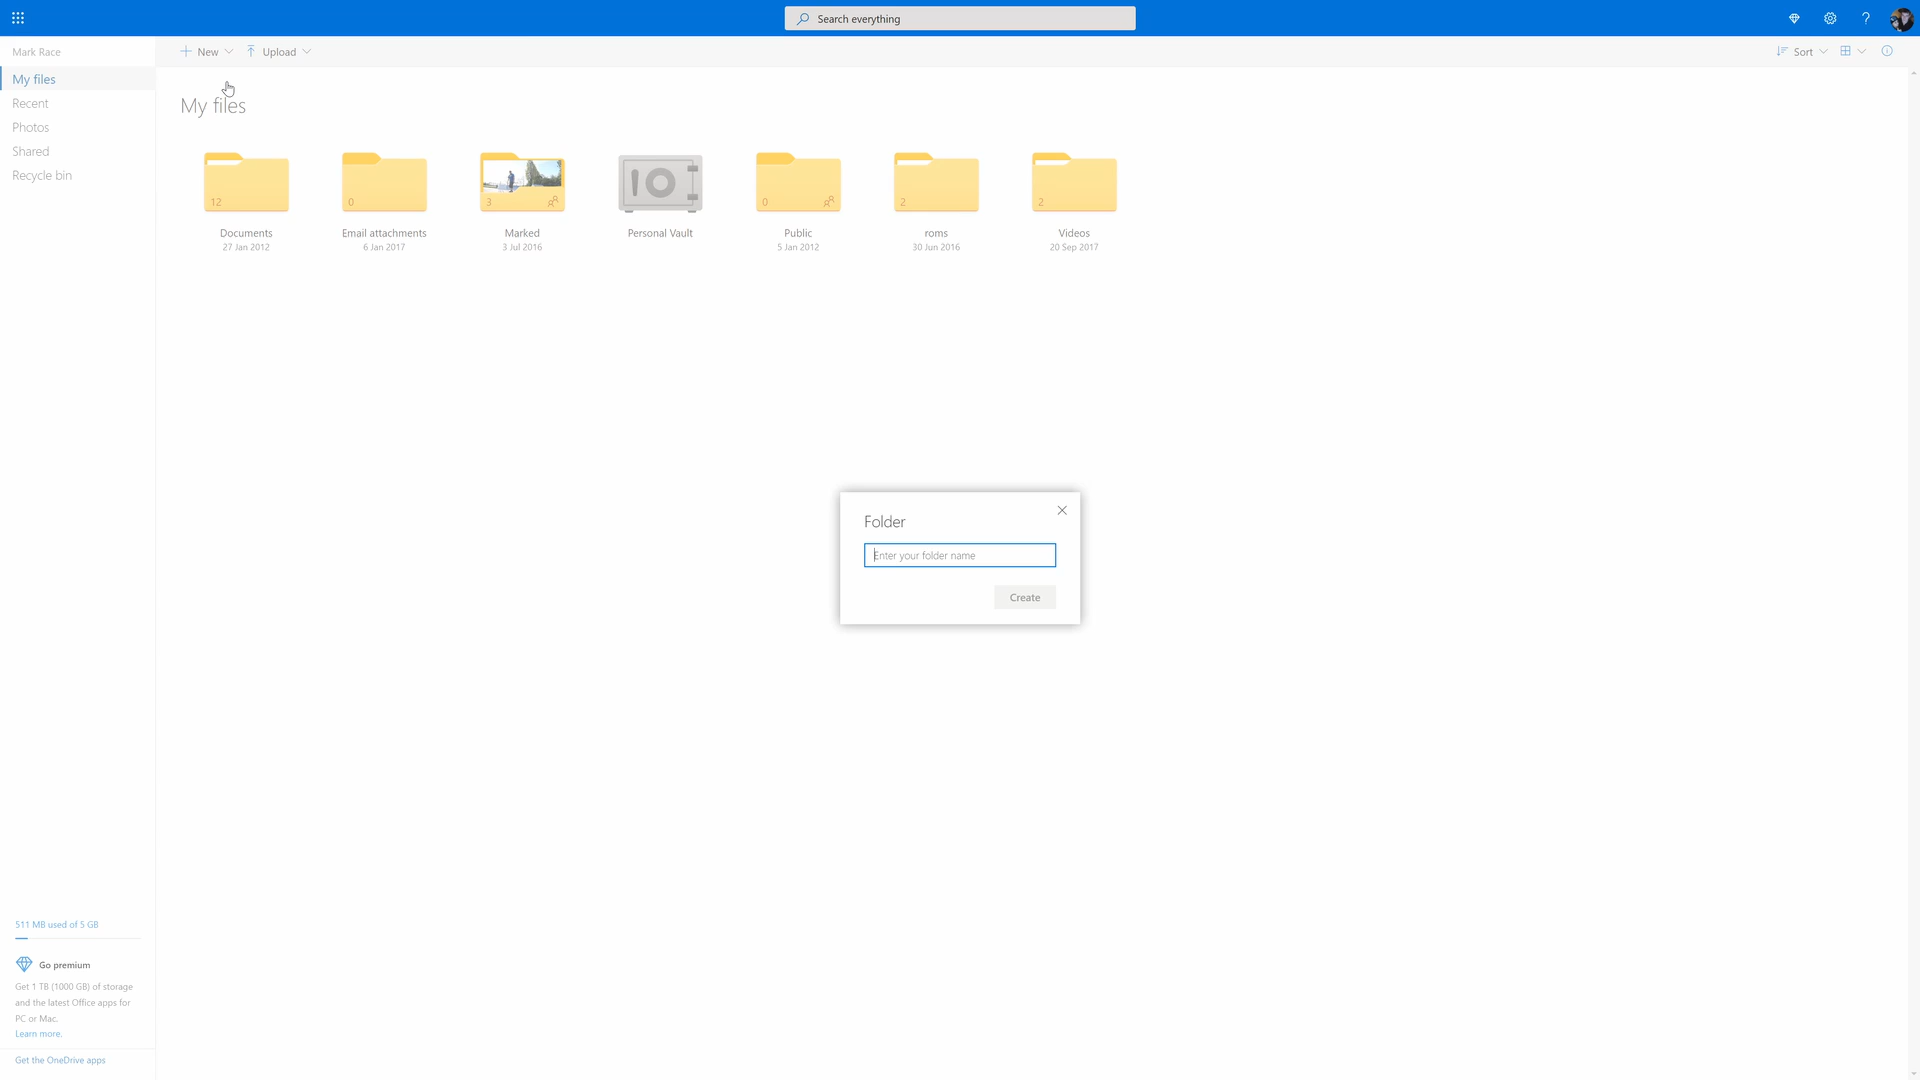 Search everything
Mark Race
New
Upload
Sort
My files
Recent
Photos
Shared
Recycle bin
My files
12
0
3
0
2
2
Documents
Email attachments
Marked
Personal Vault
Public
roms
Videos
27 Jan 2012
6 Jan 2017
3 Jul 2016
5 Jan 2012
30 Jun 2016
20 Sep 2017
Folder
Enter your folder name
Create
511 MB used of 5 GB
Go premium
Get 1 TB (1000 GB) of storage
and the latest Office apps for
PC or Mac.
Learn more.
Get the OneDrive apps